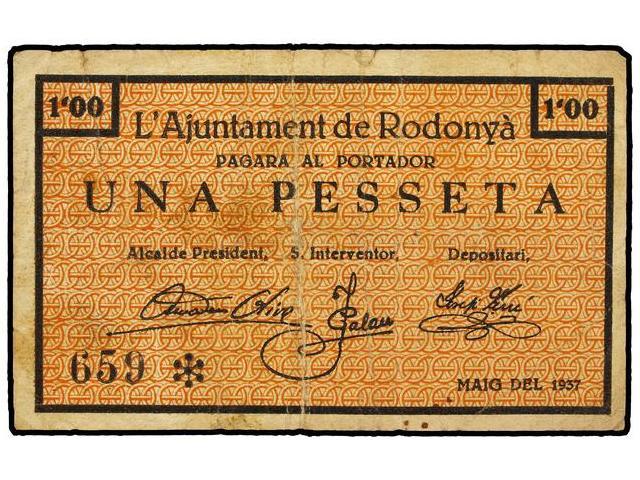 1'00 1'00
L'Ajuntament de Rodonyà
PAGARA AL PORTADOR
UNA PESSETA
Alcalde President, S. Interventor, Depositari,
J. Galau
659 *
MAIG DEL 1937